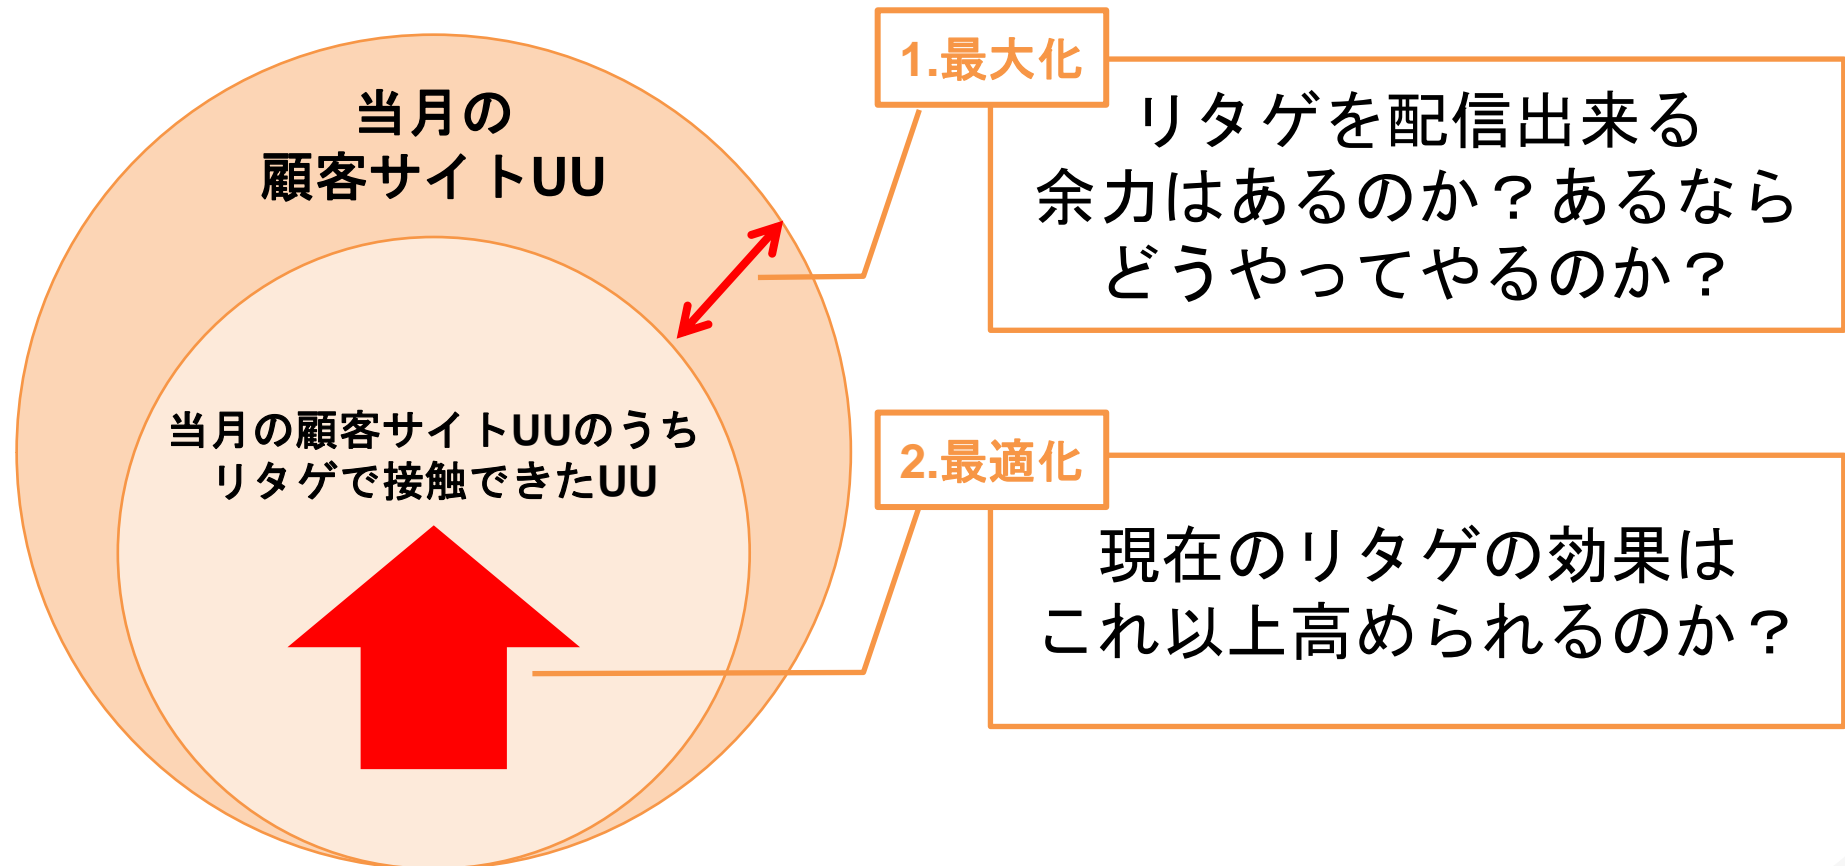 当月の
顧客サイトUU
当月の顧客サイトUUのうち
リタゲで接触できたUU
1.最大化
リタゲを配信出来る
余力はあるのか？あるなら
どうやってやるのか？
2.最適化
現在のリタゲの効果は
これ以上高められるのか？